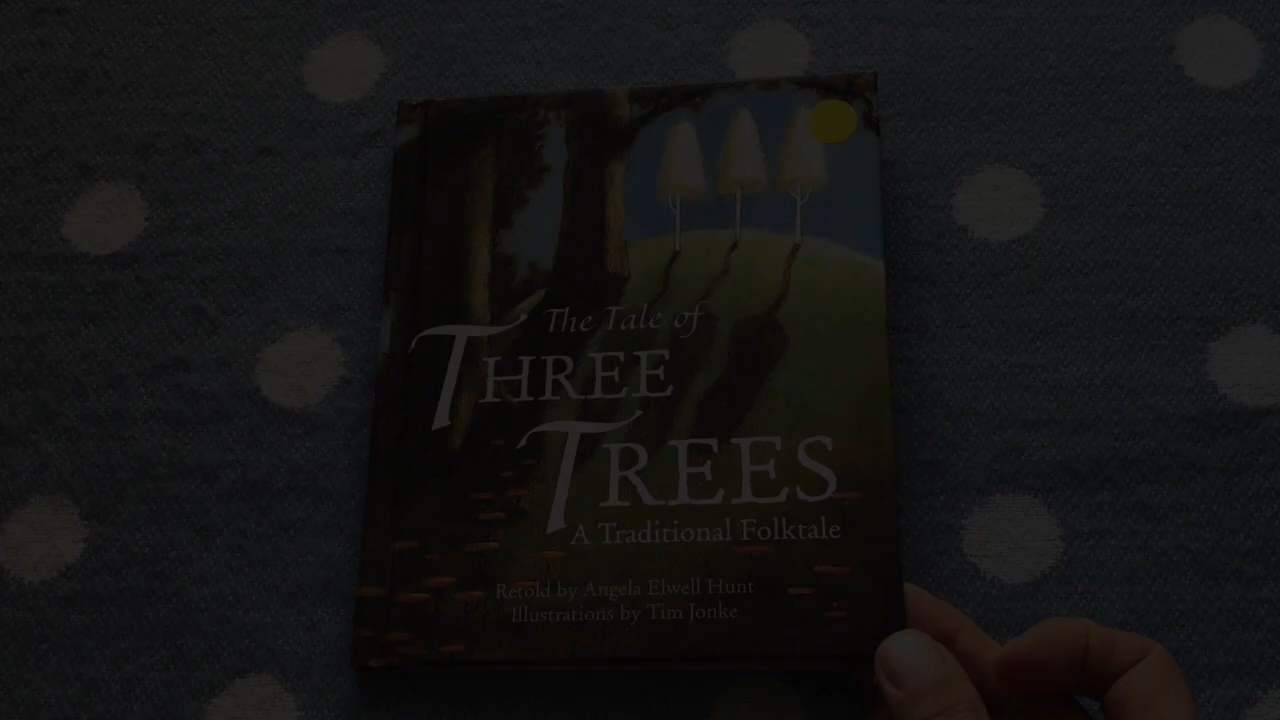 The Tale of
THREE
TREES
A Traditional Folktale
Retold by Angela Elwell Hunt
Illustrations by Tim Jonke